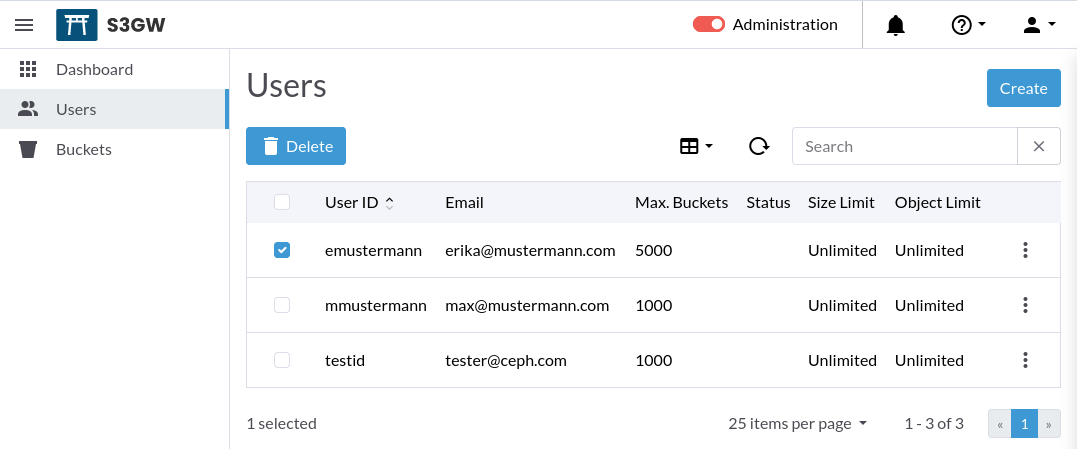 S3GW
Administration
Dashboard
Users
Buckets
Users
Create
Delete
Search
User ID Email Max. Buckets Status Size Limit Object Limit
emustermann erika@mustermann.com 5000 Unlimited Unlimited
mmustermann max@mustermann.com 1000 Unlimited Unlimited
testid tester@ceph.com 1000 Unlimited Unlimited
1 selected 25 items per page 1 - 3 of 3 « 1 »